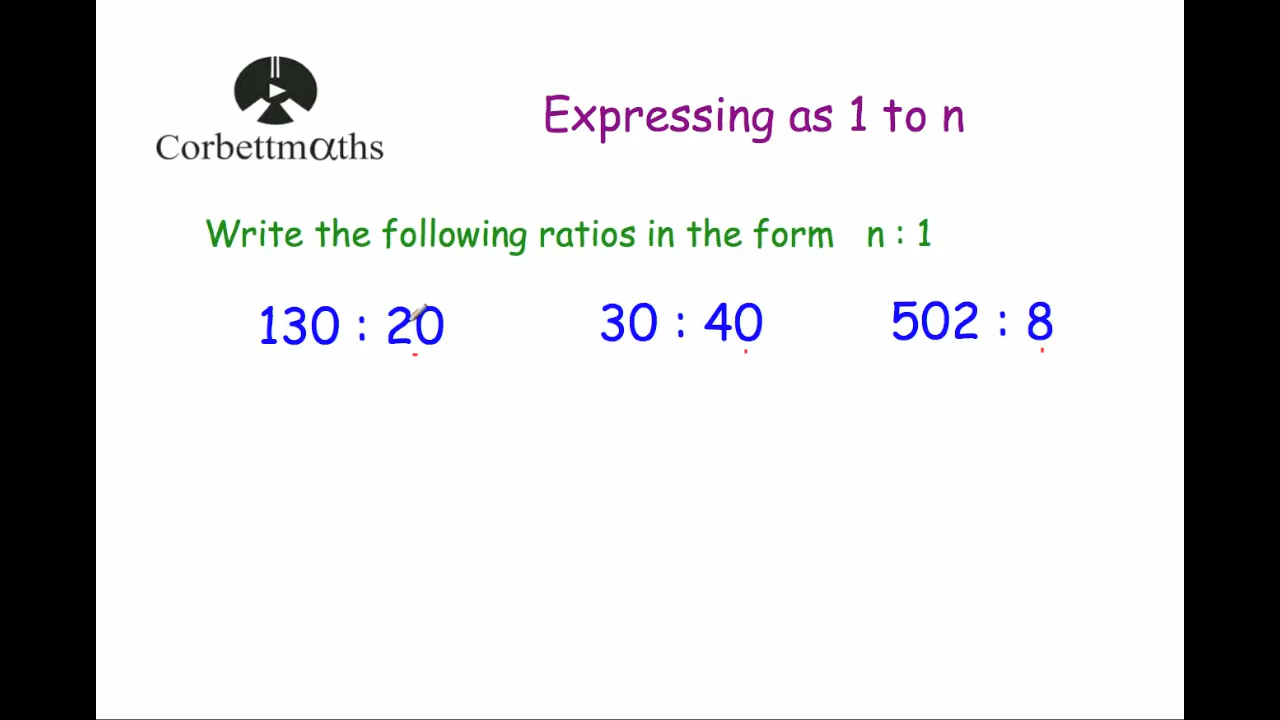 Corbettmαths
Expressing as 1 to n
Write the following ratios in the form n : 1
130 : 20 30 : 40 502 : 8